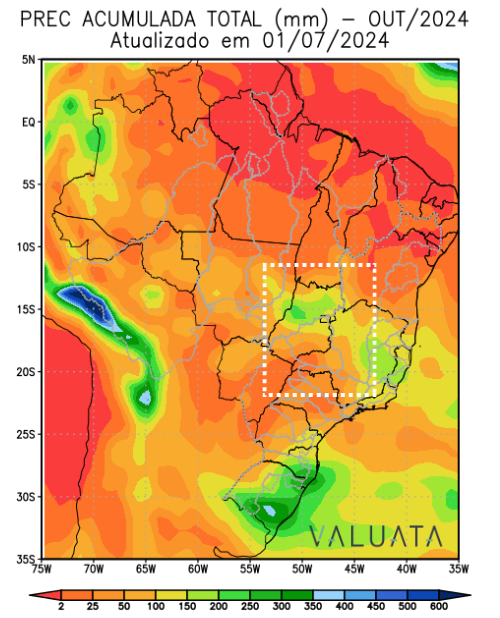 PREC ACUMULADA TOTAL (mm) – OUT/2024
Atualizado em 01/07/2024
5N
EQ
5S
10S
15S
20S
25S
30S
35S
VALUATA
75W 70W 65W 60W 55W 50W 45W 40W 35W
2 25 50 100 150 200 250 300 350 400 450 500 600